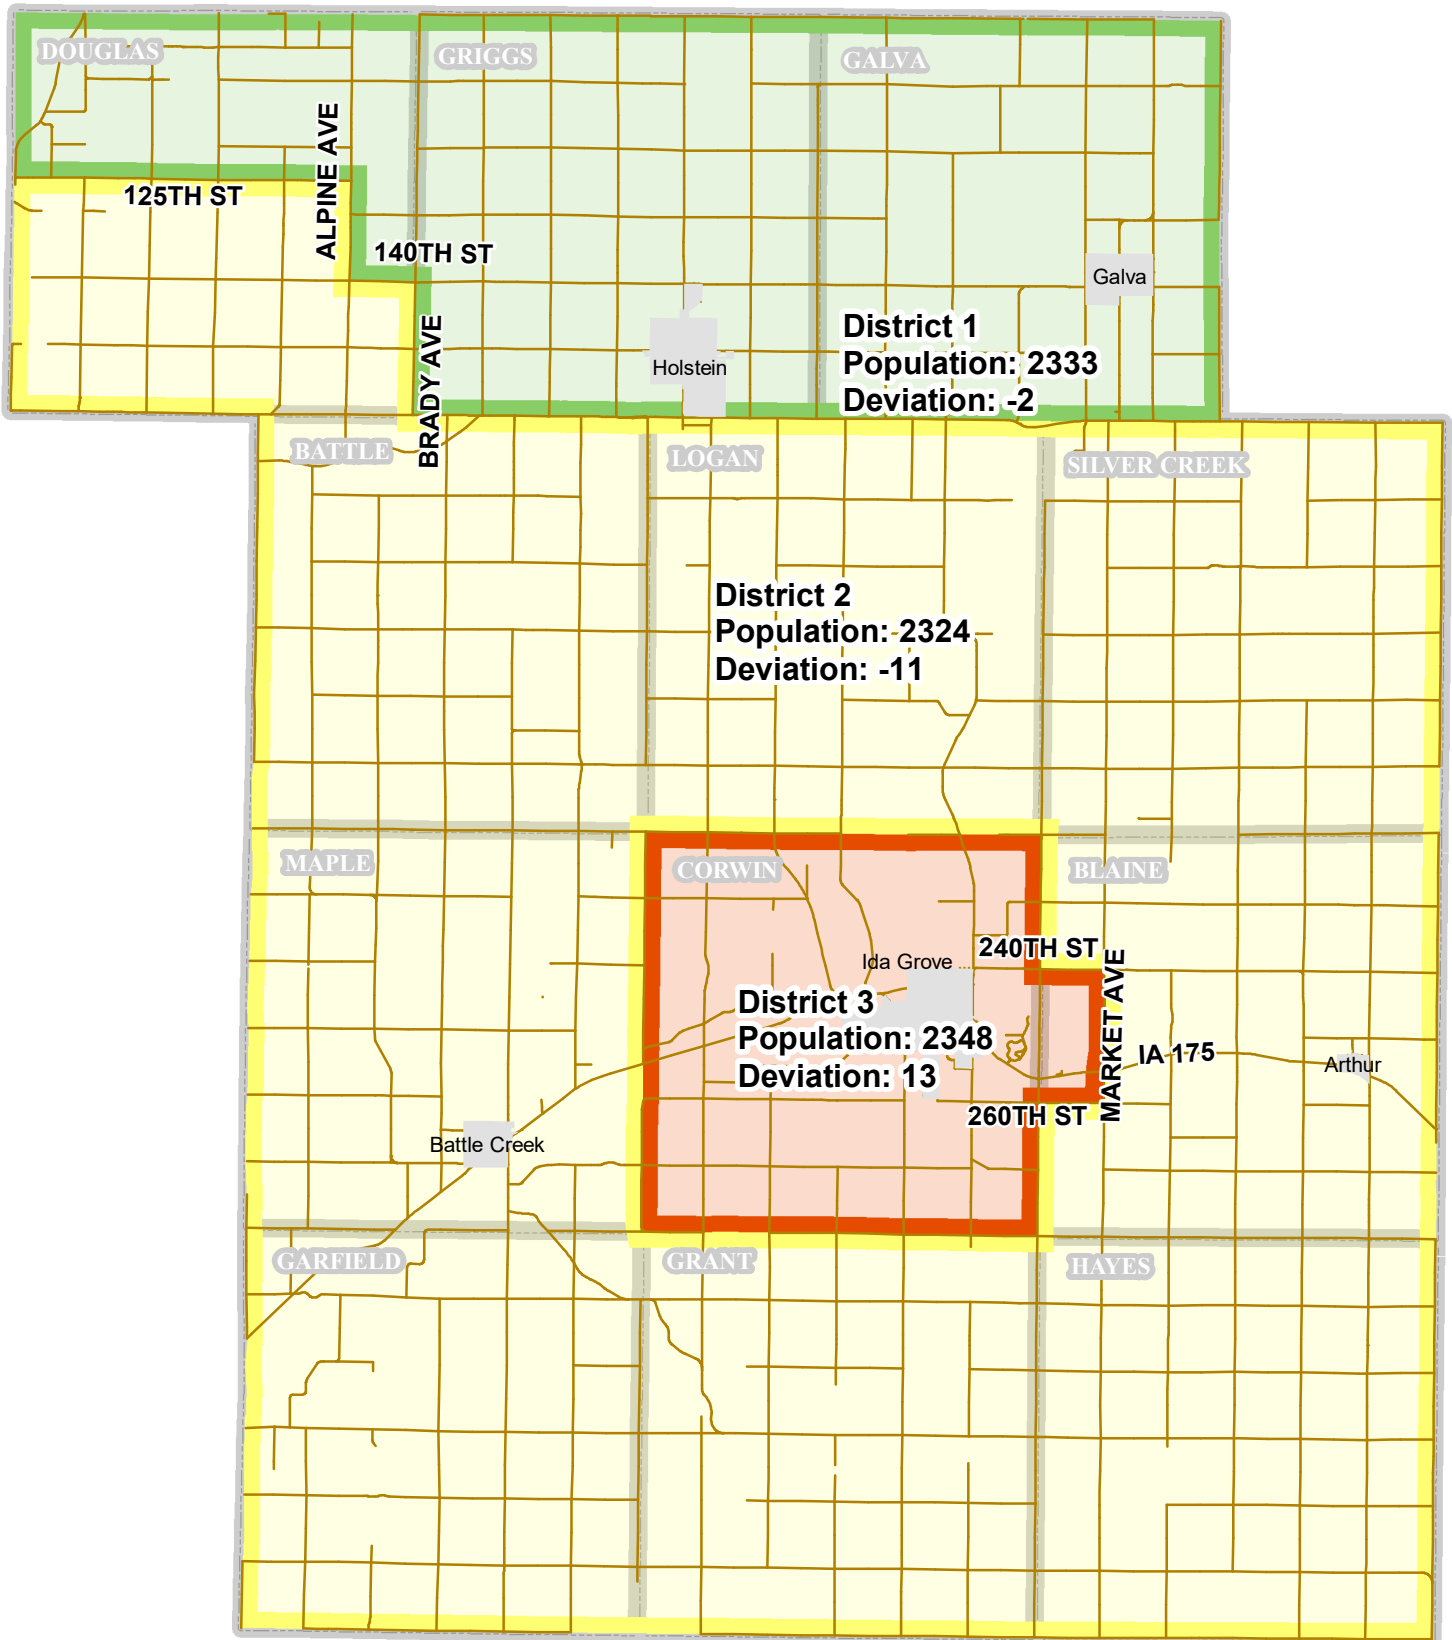 DOUGLAS
GRIGGS
GALVA
ALPINE AVE
125TH ST
140TH ST
Galva
BRADY AVE
Holstein
District 1
Population: 2333
Deviation: -2
BATTLE
LOGAN
SILVER CREEK
District 2
Population: 2324
Deviation: -11
MAPLE
CORWIN
BLAINE
240TH ST
Ida Grove
MARKET AVE
District 3
Population: 2348
Deviation: 13
IA 175
Arthur
260TH ST
Battle Creek
GARFIELD
GRANT
HAYES